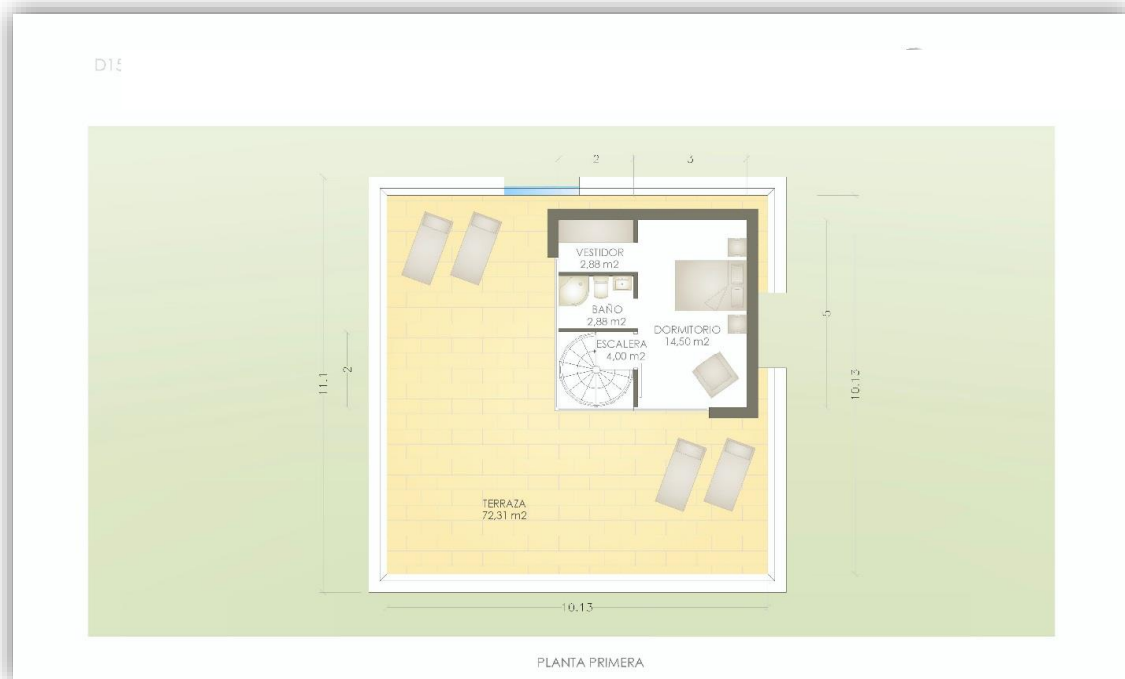 D15
2
3
VESTIDOR
2,88 m2
BAÑO
2,88 m2
DORMITORIO
14,50 m2
ESCALERA
4,00 m2
5
2
11.1
10.13
TERRAZA
72,31 m2
10.13
PLANTA PRIMERA